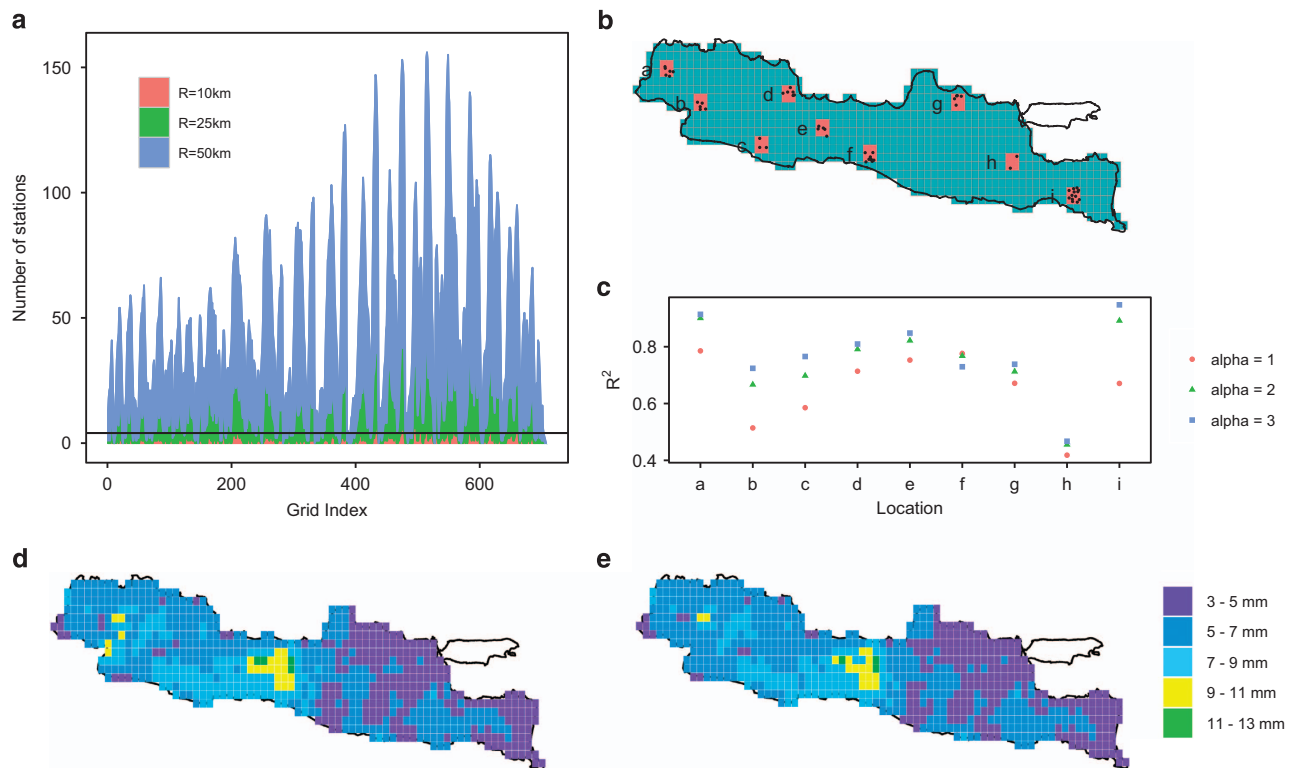 a
Number of stations
150
100
50
0
R=10km
R=25km
R=50km
0
200
400
600
Grid Index
b
a
b
c
d
e
f
g
h
i
c
R2
0.8
0.6
0.4
a b c d e f g h i
Location
alpha = 1
alpha = 2
alpha = 3
d
e
3 - 5 mm
5 - 7 mm
7 - 9 mm
9 - 11 mm
11 - 13 mm